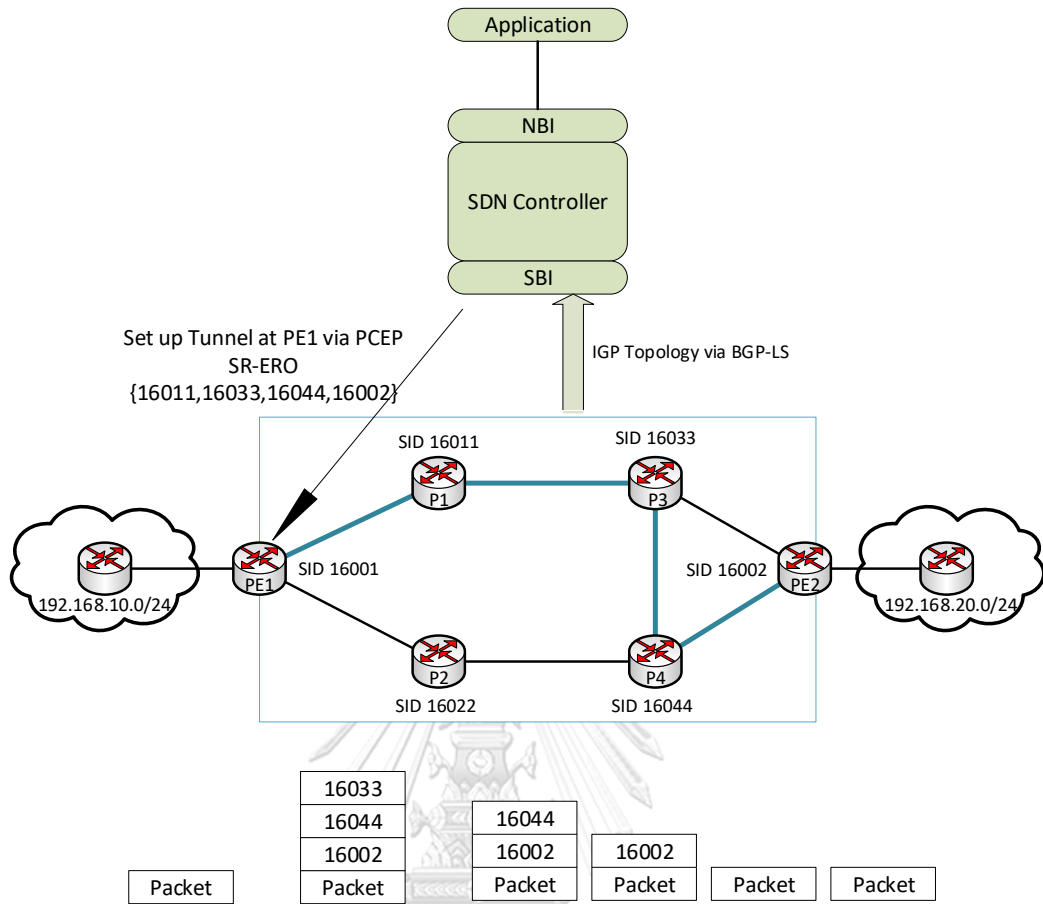 Application
NBI
SDN Controller
SBI
Set up Tunnel at PE1 via PCEP
SR-ERO
{16011,16033,16044,16002}
IGP Topology via BGP-LS
SID 16011
SID 16033
P1
P3
192.168.10.0/24
PE1
SID 16001
SID 16002
PE2
192.168.20.0/24
P2
P4
SID 16022
SID 16044
16033
16044
16002
Packet
16044
16002
Packet
16002
Packet
Packet
Packet
Packet